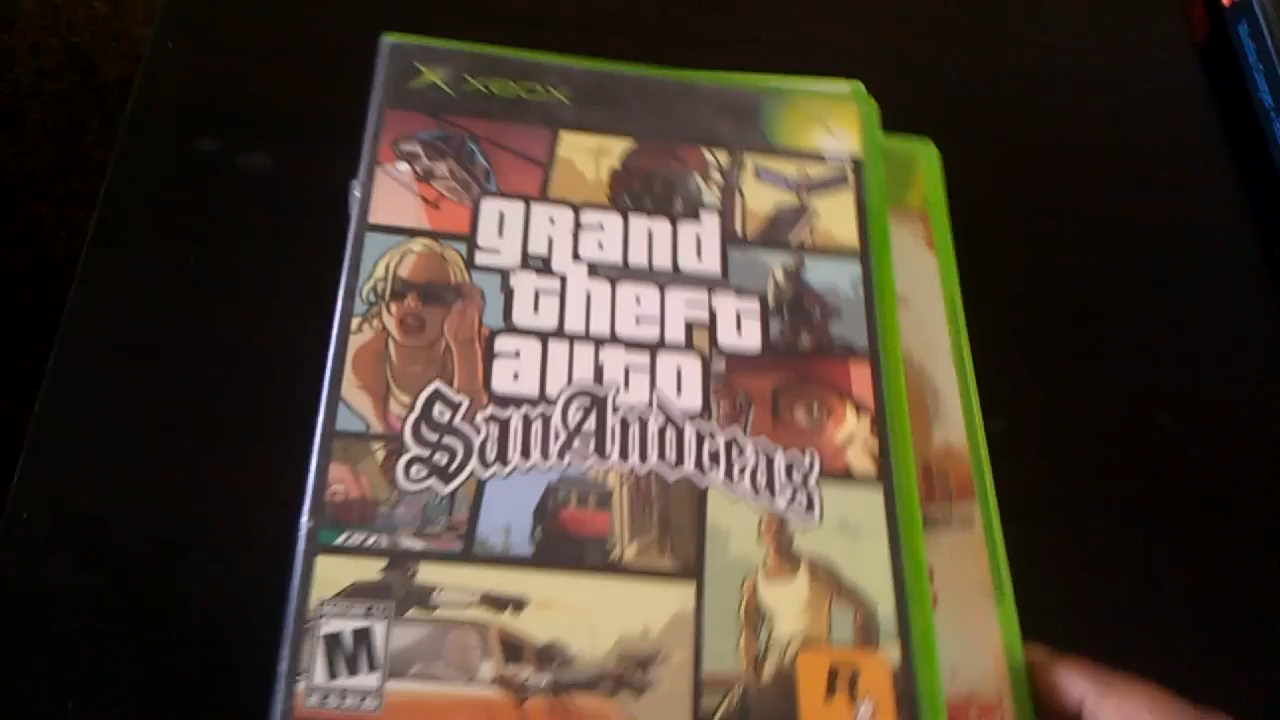 XBOX
grand
theft
auto
San Andreas
M
R